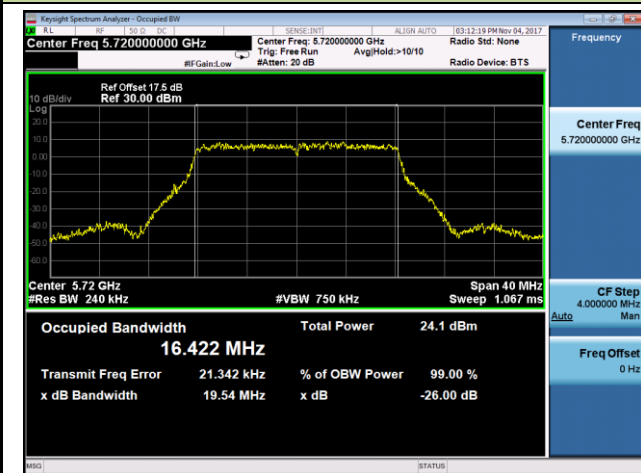 Keysight Spectrum Analyzer - Occupied BW
RL RF 50 Ω DC SENSE:INT ALIGN AUTO 03:12:19 PM Nov 04, 2017
Center Freq 5.720000000 GHz
Center Freq: 5.720000000 GHz Radio Std: None
Trig: Free Run Avg|Hold:>10/10
#IFGain:Low #Atten: 20 dB Radio Device: BTS
Frequency
Ref Offset 17.5 dB
10 dB/div Ref 30.00 dBm
Log
20.0
10.0
0.00
-10.0
-20.0
-30.0
-40.0
-50.0
-60.0
Center 5.72 GHz Span 40 MHz
#Res BW 240 kHz #VBW 750 kHz Sweep 1.067 ms
Center Freq
5.720000000 GHz
CF Step
4.000000 MHz
Auto Man
Freq Offset
0 Hz
Occupied Bandwidth Total Power 24.1 dBm
16.422 MHz
Transmit Freq Error 21.342 kHz % of OBW Power 99.00 %
x dB Bandwidth 19.54 MHz x dB -26.00 dB
MSG STATUS